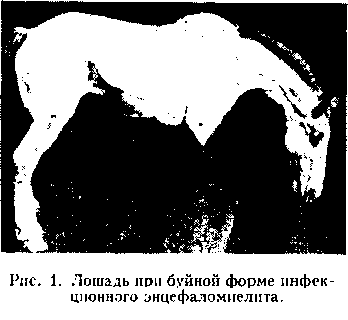 Рис. 1. Лошадь при буйной форме инфек-
ционного энцефаломиелита.